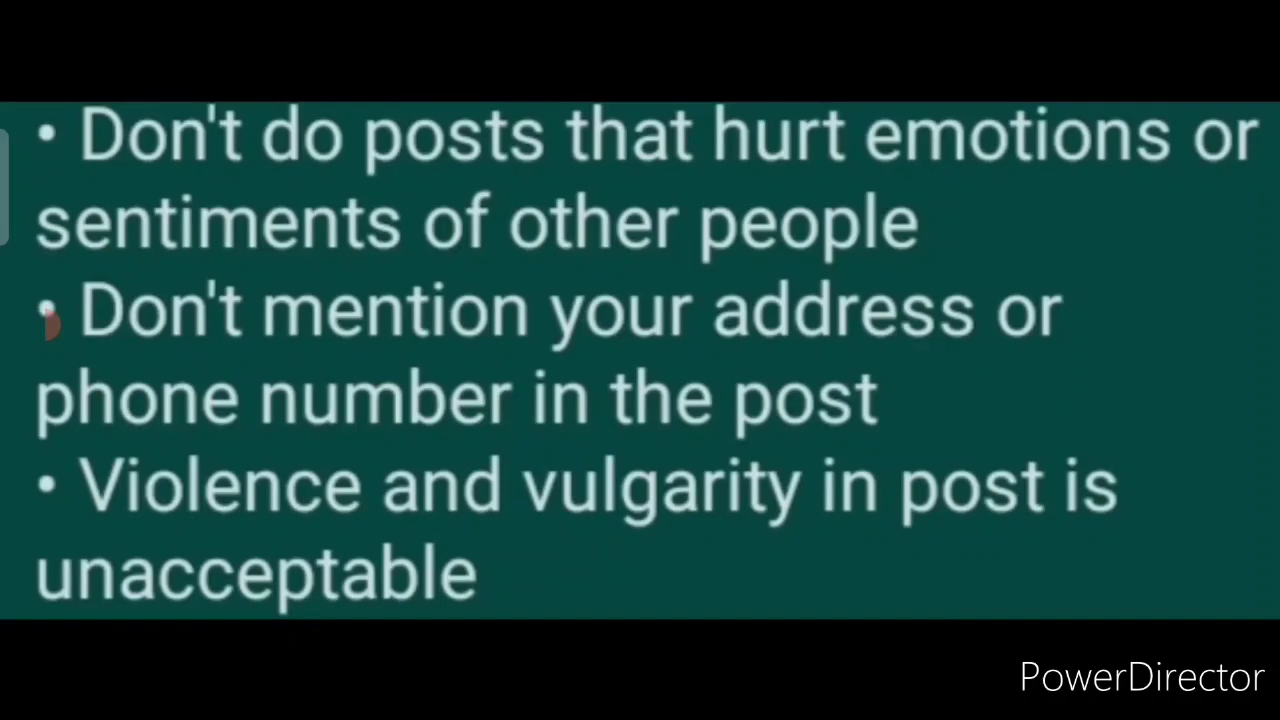 • Don't do posts that hurt emotions or
sentiments of other people
• Don't mention your address or
phone number in the post
• Violence and vulgarity in post is
unacceptable
PowerDirector